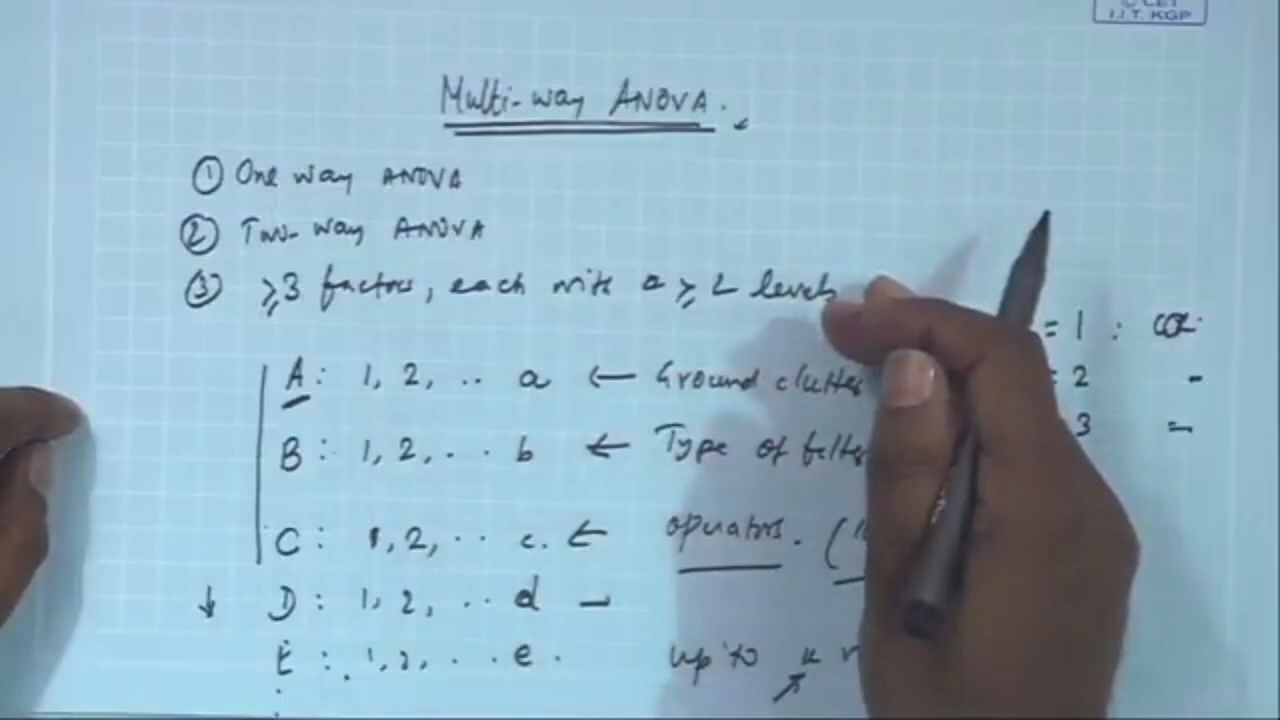 I.I.T. KGP
Multi-way ANOVA.
① One way ANOVA
② Two-way ANOVA
③ ≥3 factors, each with a ≥ 2 levels
= 1 :
A : 1, 2, .. a ← Ground clutter
2 -
B : 1, 2, .. . b ← Type of filter
3 =
C : 1, 2, .. c. ← operators. (
↓ D : 1, 2, .. d –
E : 1, 2, . . . e . up to